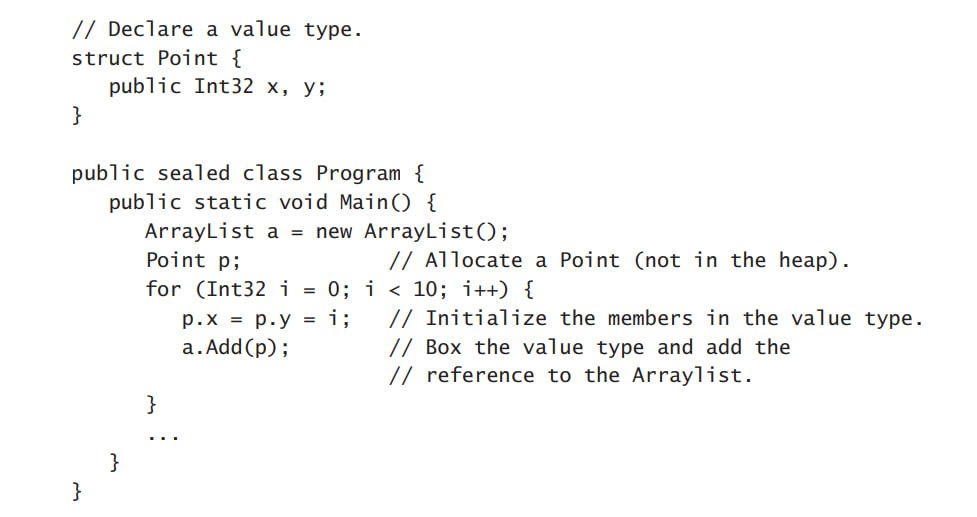 // Declare a value type.
struct Point {
   public Int32 x, y;
}

public sealed class Program {
   public static void Main() {
      ArrayList a = new ArrayList();
      Point p;            // Allocate a Point (not in the heap).
      for (Int32 i = 0; i < 10; i++) {
         p.x = p.y = i;   // Initialize the members in the value type.
         a.Add(p);        // Box the value type and add the
                          // reference to the Arraylist.
      }
      ...
   }
}